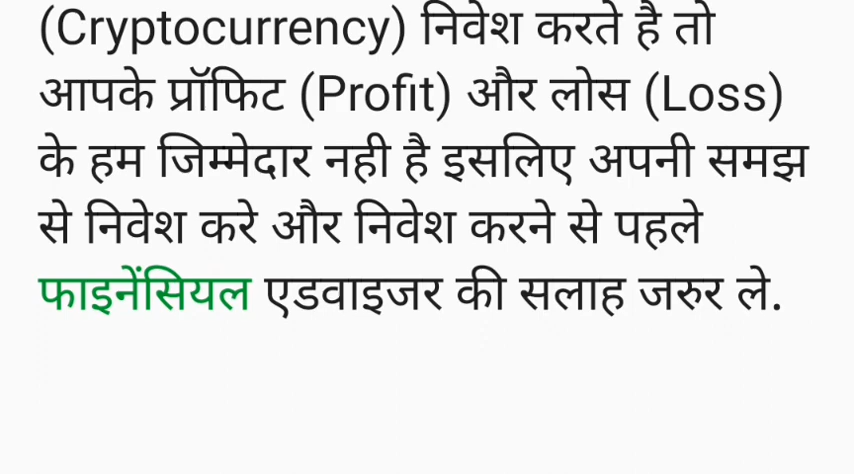 (Cryptocurrency) निवेश करते है तो
आपके प्रॉफिट (Profit) और लोस (Loss)
के हम जिम्मेदार नही है इसलिए अपनी समझ
से निवेश करे और निवेश करने से पहले
फाइनेंसियल एडवाइजर की सलाह जरुर ले.